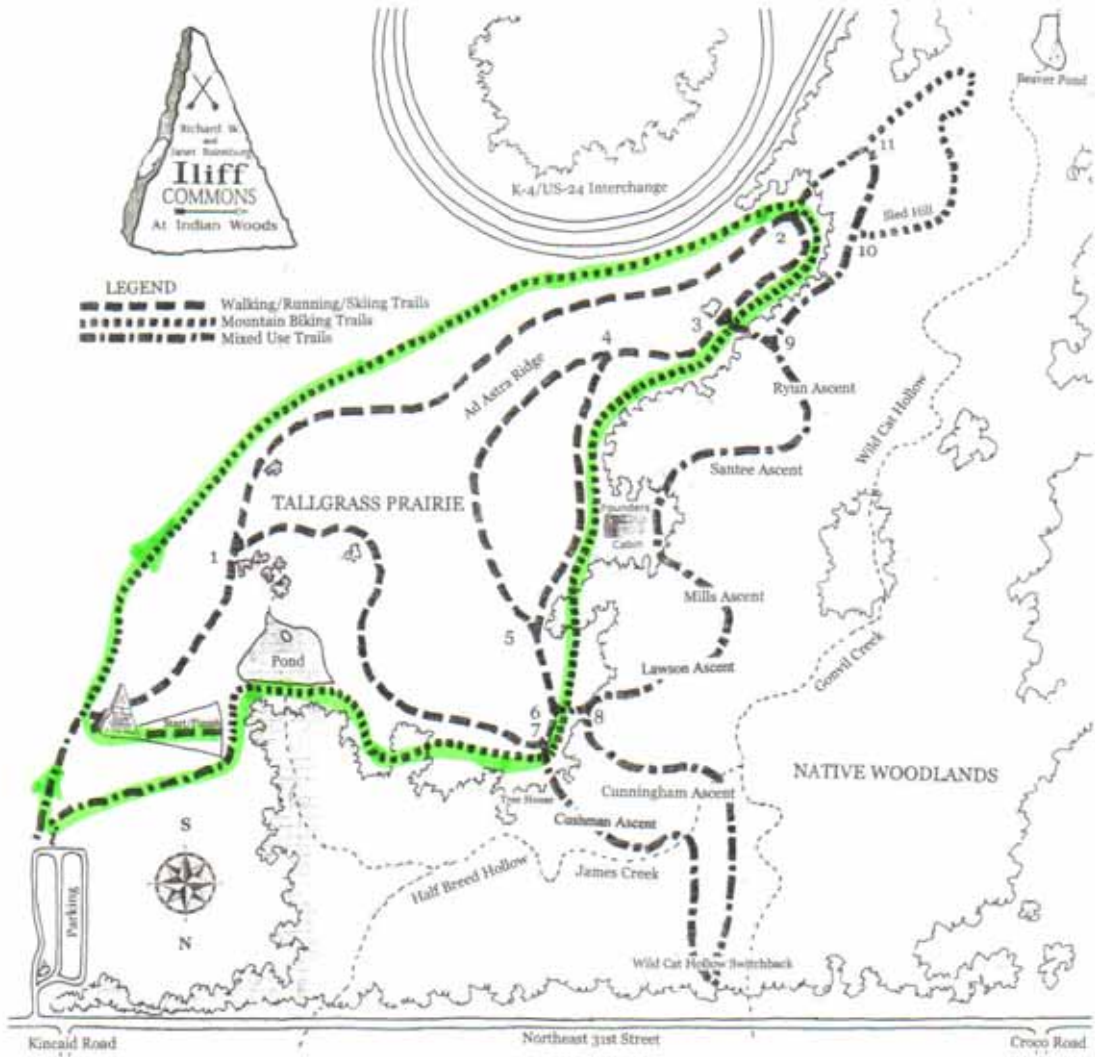 Richard W.
and
Janet
Iliff
COMMONS
At Indian Woods
K-4/US-24 Interchange
Beaver Pond
LEGEND
Walking/Running/Skiing Trails
Mountain Biking Trails
Mixed Use Trails
11
Sled Hill
2
10
3
9
4
Ad Astra Ridge
Ryun Ascent
Wild Cat Hollow
Santee Ascent
TALLGRASS PRAIRIE
Founders
Cabin
1
Mills Ascent
5
Pond
Lawson Ascent
Gonvil Creek
6
8
7
Start/Finish
NATIVE WOODLANDS
Cunningham Ascent
Tree House
Cushman Ascent
S
N
Half Breed Hollow
James Creek
Parking
Wild Cat Hollow Switchback
Kincaid Road
Northeast 31st Street
Croco Road